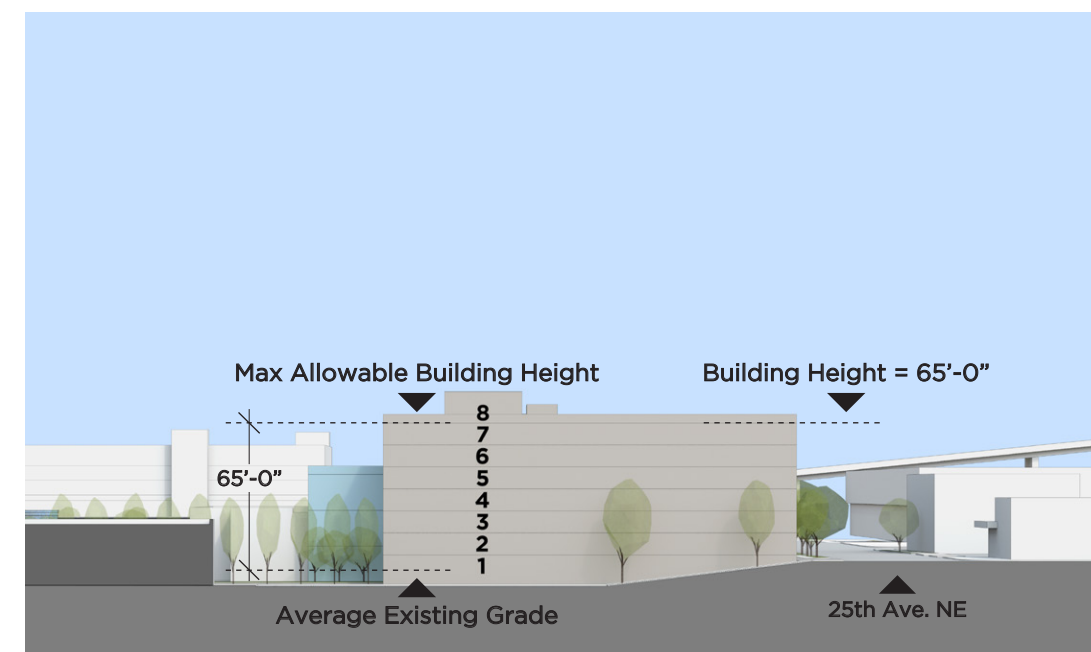 Max Allowable Building Height
Building Height = 65’-0”
8
7
6
65’-0”
5
4
3
2
1
Average Existing Grade
25th Ave. NE